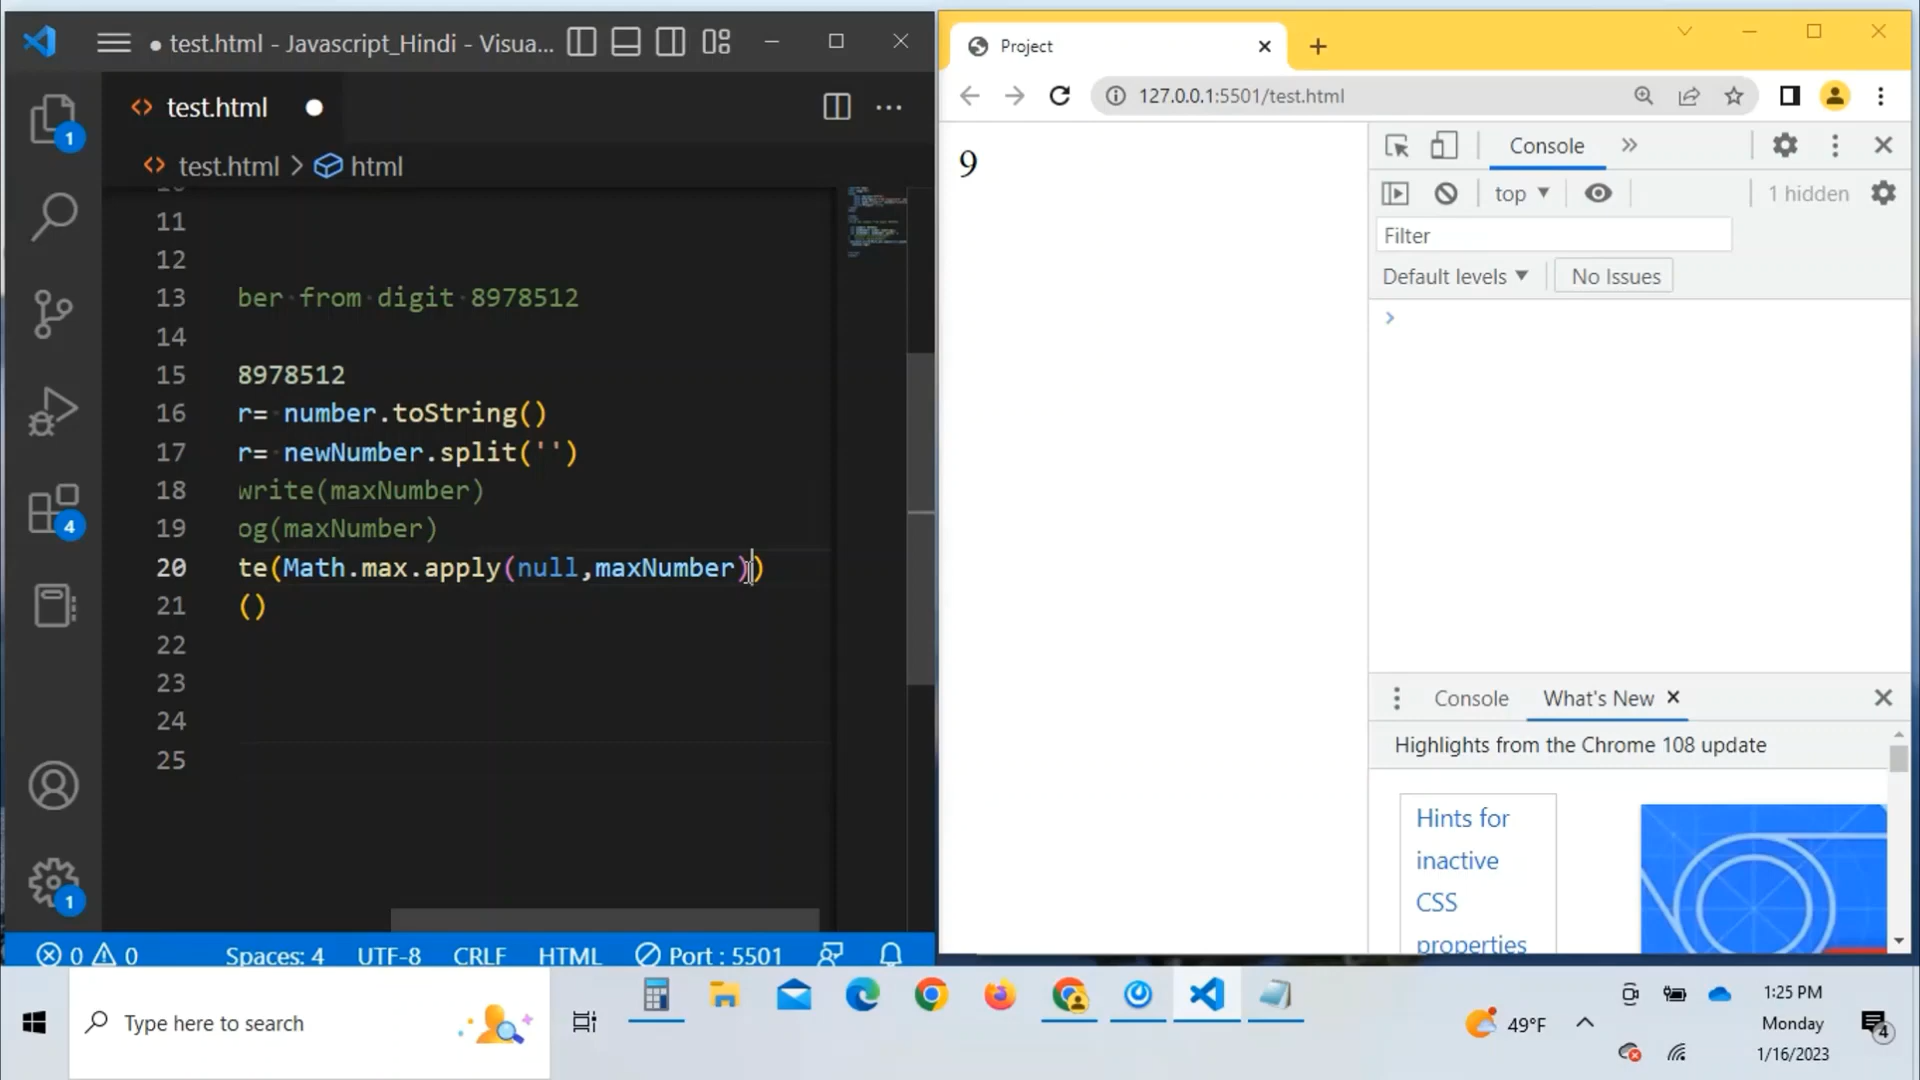 ● test.html - Javascript_Hindi - Visua...
test.html ●
test.html > html
11
12
13 ber from digit 8978512
14
15 8978512
16 r= number.toString()
17 r= newNumber.split('')
18 write(maxNumber)
19 og(maxNumber)
20 te(Math.max.apply(null,maxNumber))
21 ()
22
23
24
25
1
4
1
0 0 Spaces: 4 UTF-8 CRLF HTML Port : 5501
Project
127.0.0.1:5501/test.html
9
Console
top 1 hidden
Filter
Default levels No Issues
Console What's New
Highlights from the Chrome 108 update
Hints for
inactive
CSS
properties
Type here to search
49°F
1:25 PM
Monday
1/16/2023
4